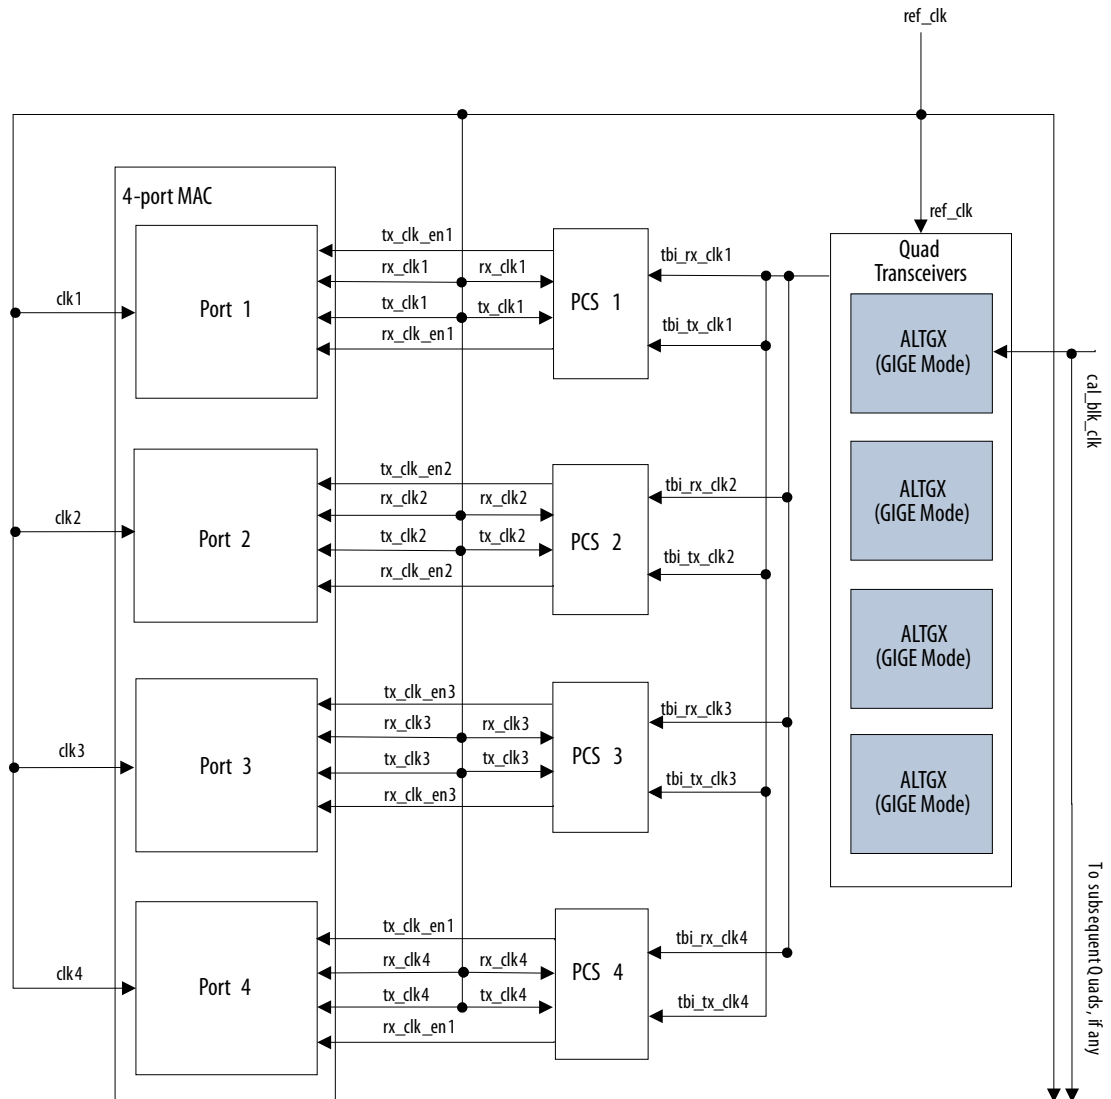 ref_clk
4-port MAC
ref_clk
Quad
Transceivers
tx_clk_en1
rx_clk1
rx_clk1
clk1
Port 1
tx_clk1
tx_clk1
rx_clk_en1
PCS 1
tbi_rx_clk1
tbi_tx_clk1
ALTGX
(GIGE Mode)
cal_blk_clk
tx_clk_en2
rx_clk2
rx_clk2
clk2
Port 2
tx_clk2
tx_clk2
rx_clk_en2
PCS 2
tbi_rx_clk2
tbi_tx_clk2
ALTGX
(GIGE Mode)
ALTGX
(GIGE Mode)
tx_clk_en3
rx_clk3
rx_clk3
clk3
Port 3
tx_clk3
tx_clk3
rx_clk_en3
PCS 3
tbi_rx_clk3
tbi_tx_clk3
ALTGX
(GIGE Mode)
tx_clk_en1
rx_clk4
rx_clk4
clk4
Port 4
tx_clk4
tx_clk4
rx_clk_en1
PCS 4
tbi_rx_clk4
tbi_tx_clk4
To subsequent Quads, if any